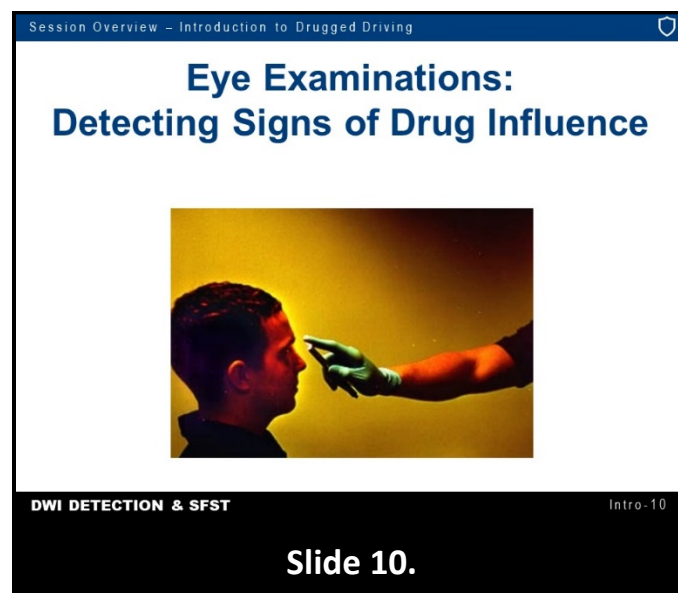 Session Overview – Introduction to Drugged Driving
Eye Examinations:
Detecting Signs of Drug Influence
DWI DETECTION & SFST
Intro-10
Slide 10.